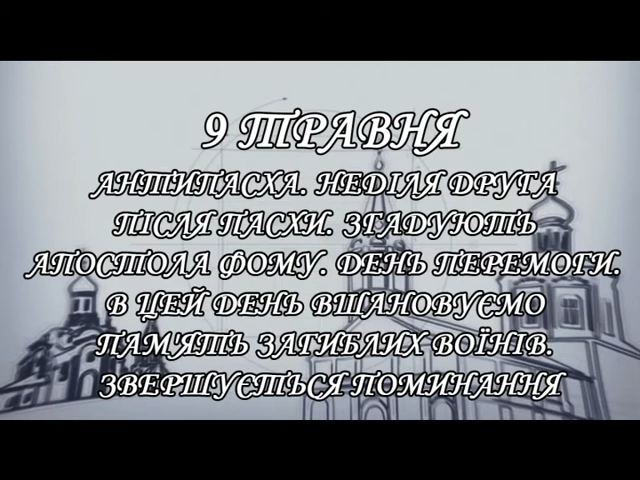 9 ТРАВНЯ
АНТИПАСХА. НЕДІЛЯ ДРУГА
ПІСЛЯ ПАСХИ. ЗГАДУЮТЬ
АПОСТОЛА ФОМУ. ДЕНЬ ПЕРЕМОГИ.
В ЦЕЙ ДЕНЬ ВШАНОВУЄМО
ПАМ'ЯТЬ ЗАГИБЛИХ ВОЇНІВ.
ЗВЕРШУЄТЬСЯ ПОМИНАННЯ